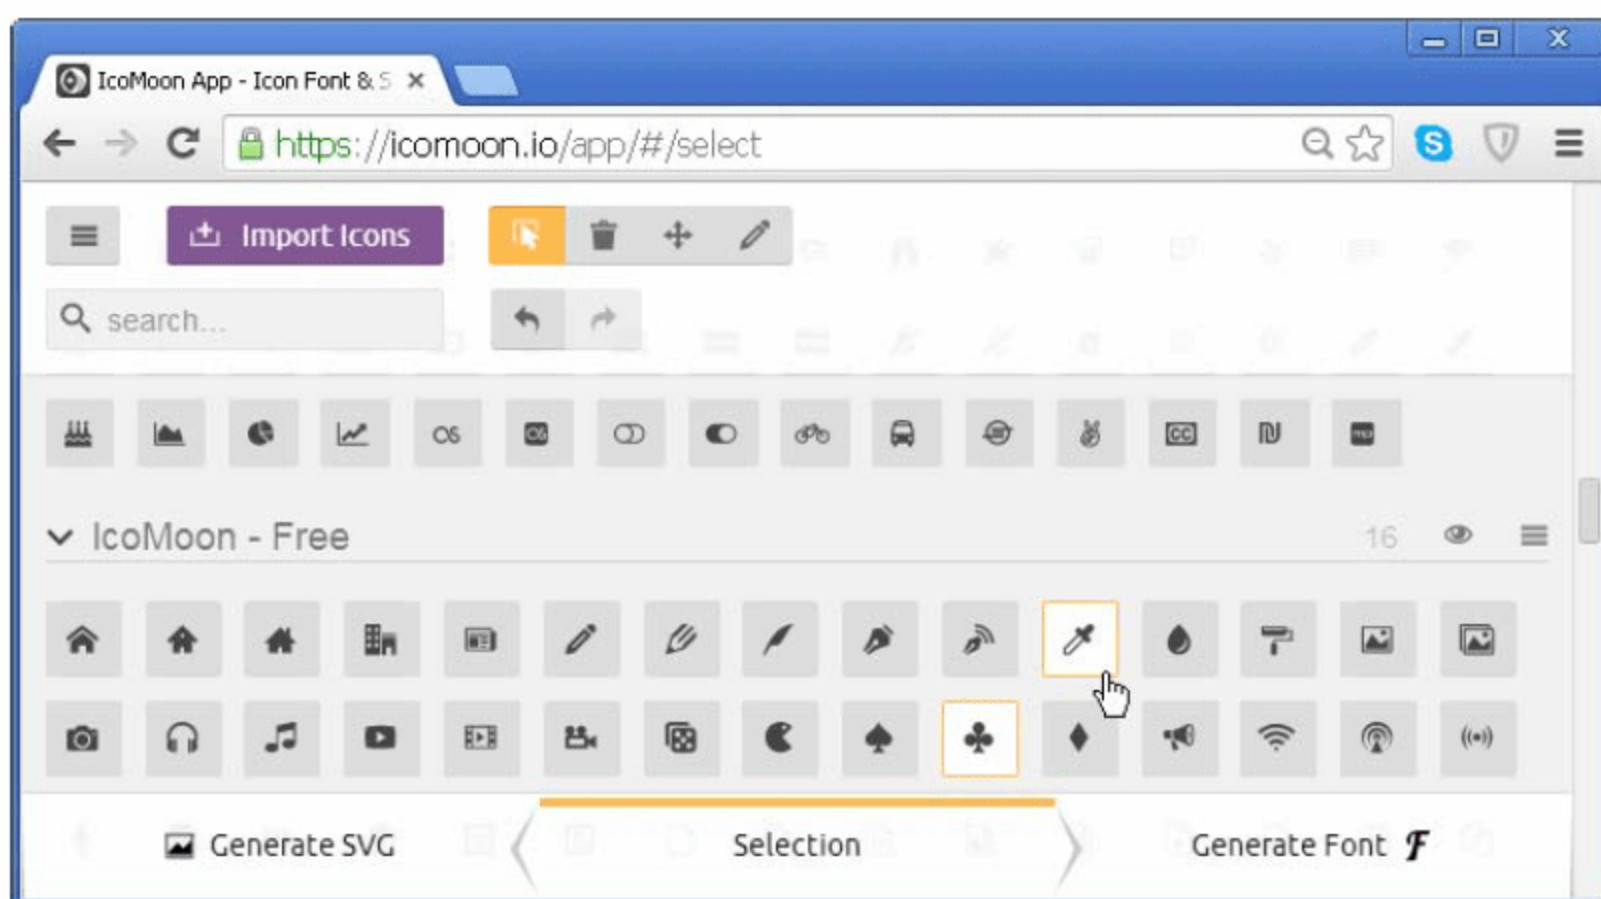 IcoMoon App - Icon Font & S
https://icomoon.io/app/#/select
Import Icons
search...
IcoMoon - Free
16
Generate SVG
Selection
Generate Font